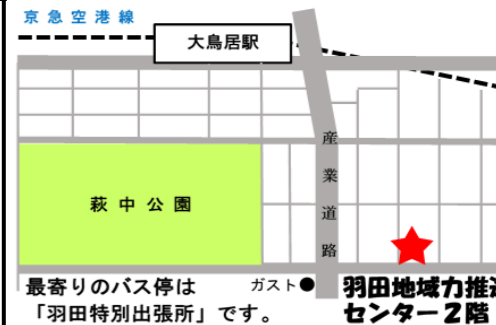 京急空港線
大鳥居駅
産業道路
萩中公園
ガスト
最寄りのバス停は
「羽田特別出張所」です。
羽田地域力推進
センター２階